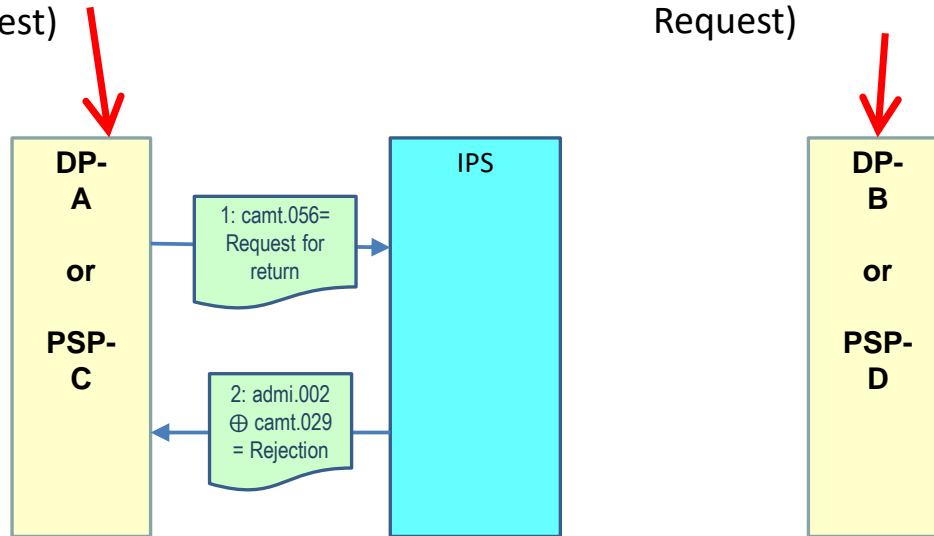 est)
Request)
DP-
A
or
PSP-
C
1: camt.056=
Request for
return
2: admi.002
⊕ camt.029
= Rejection
IPS
DP-
B
or
PSP-
D